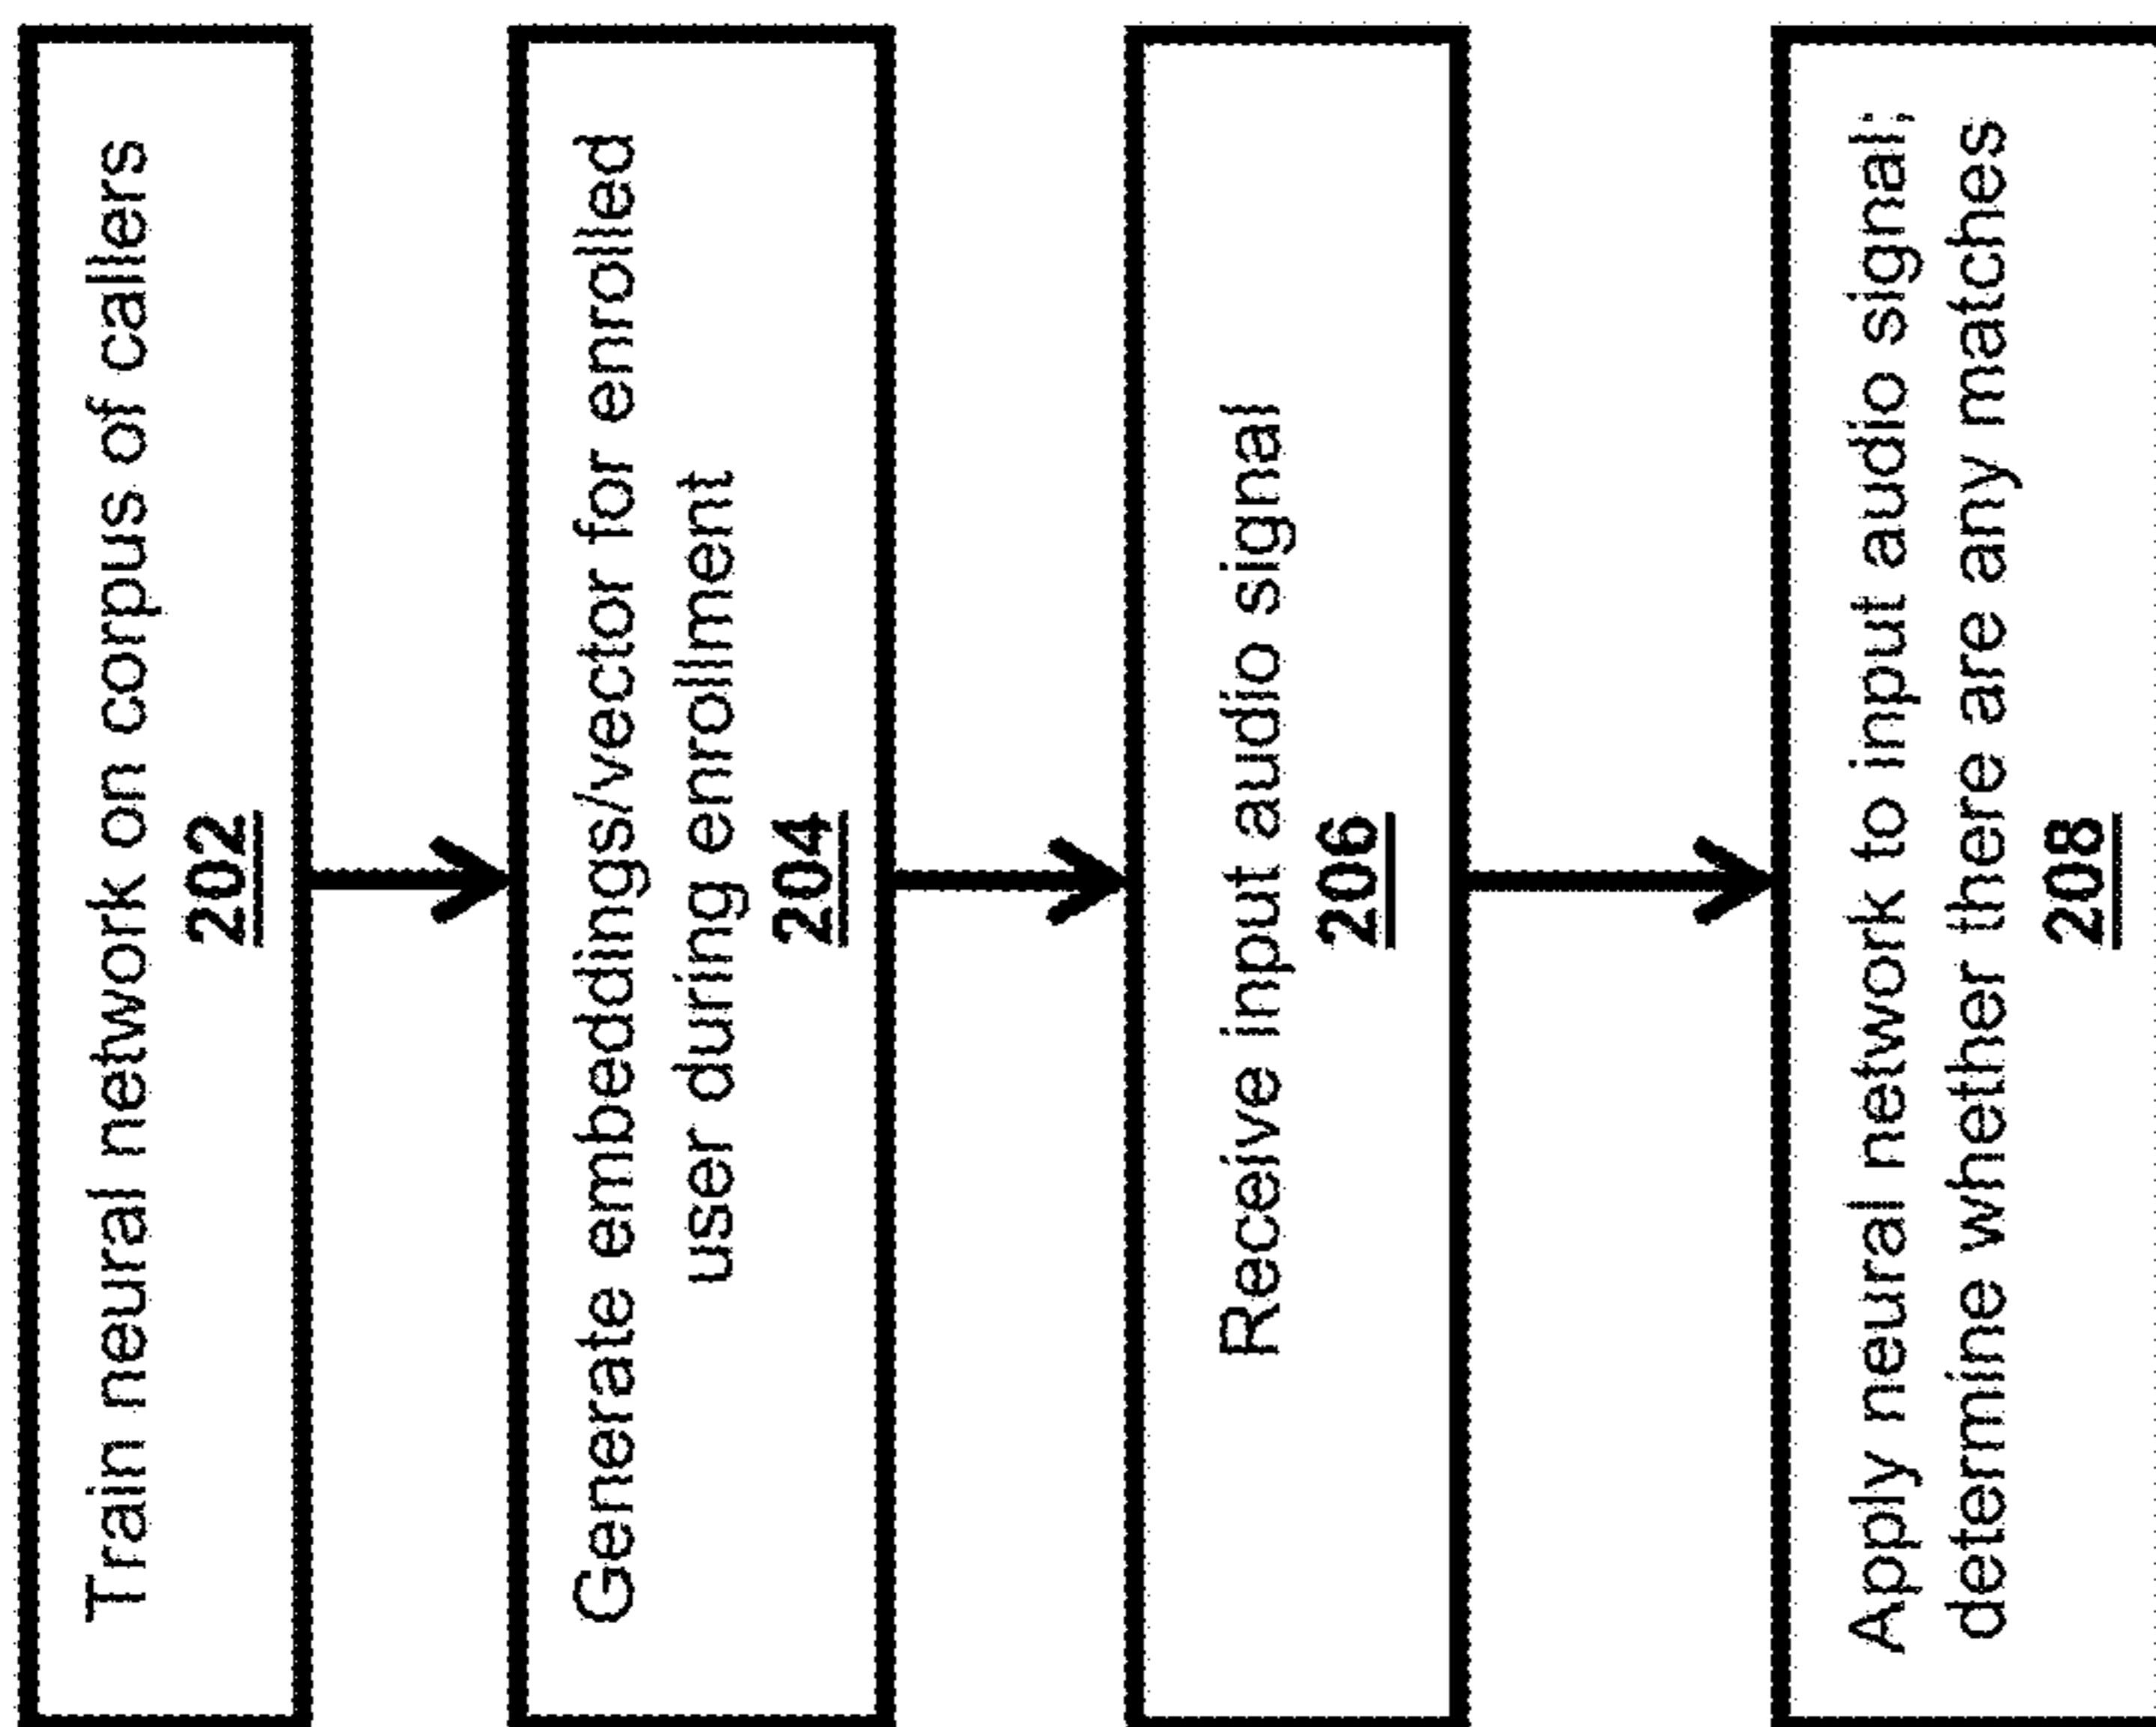 Train neural network on corpus of callers
202
Generate embeddings/vector for enrolled
user during enrollment
204
Receive input audio signal
206
Apply neural network to input audio signal;
determine whether there are any matches
208